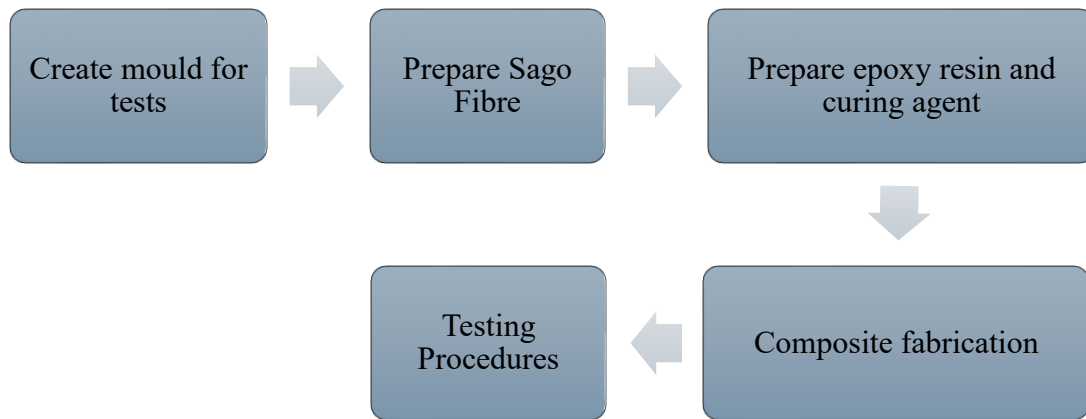 Create mould for
tests
Prepare Sago
Fibre
Prepare epoxy resin and
curing agent
Composite fabrication
Testing
Procedures